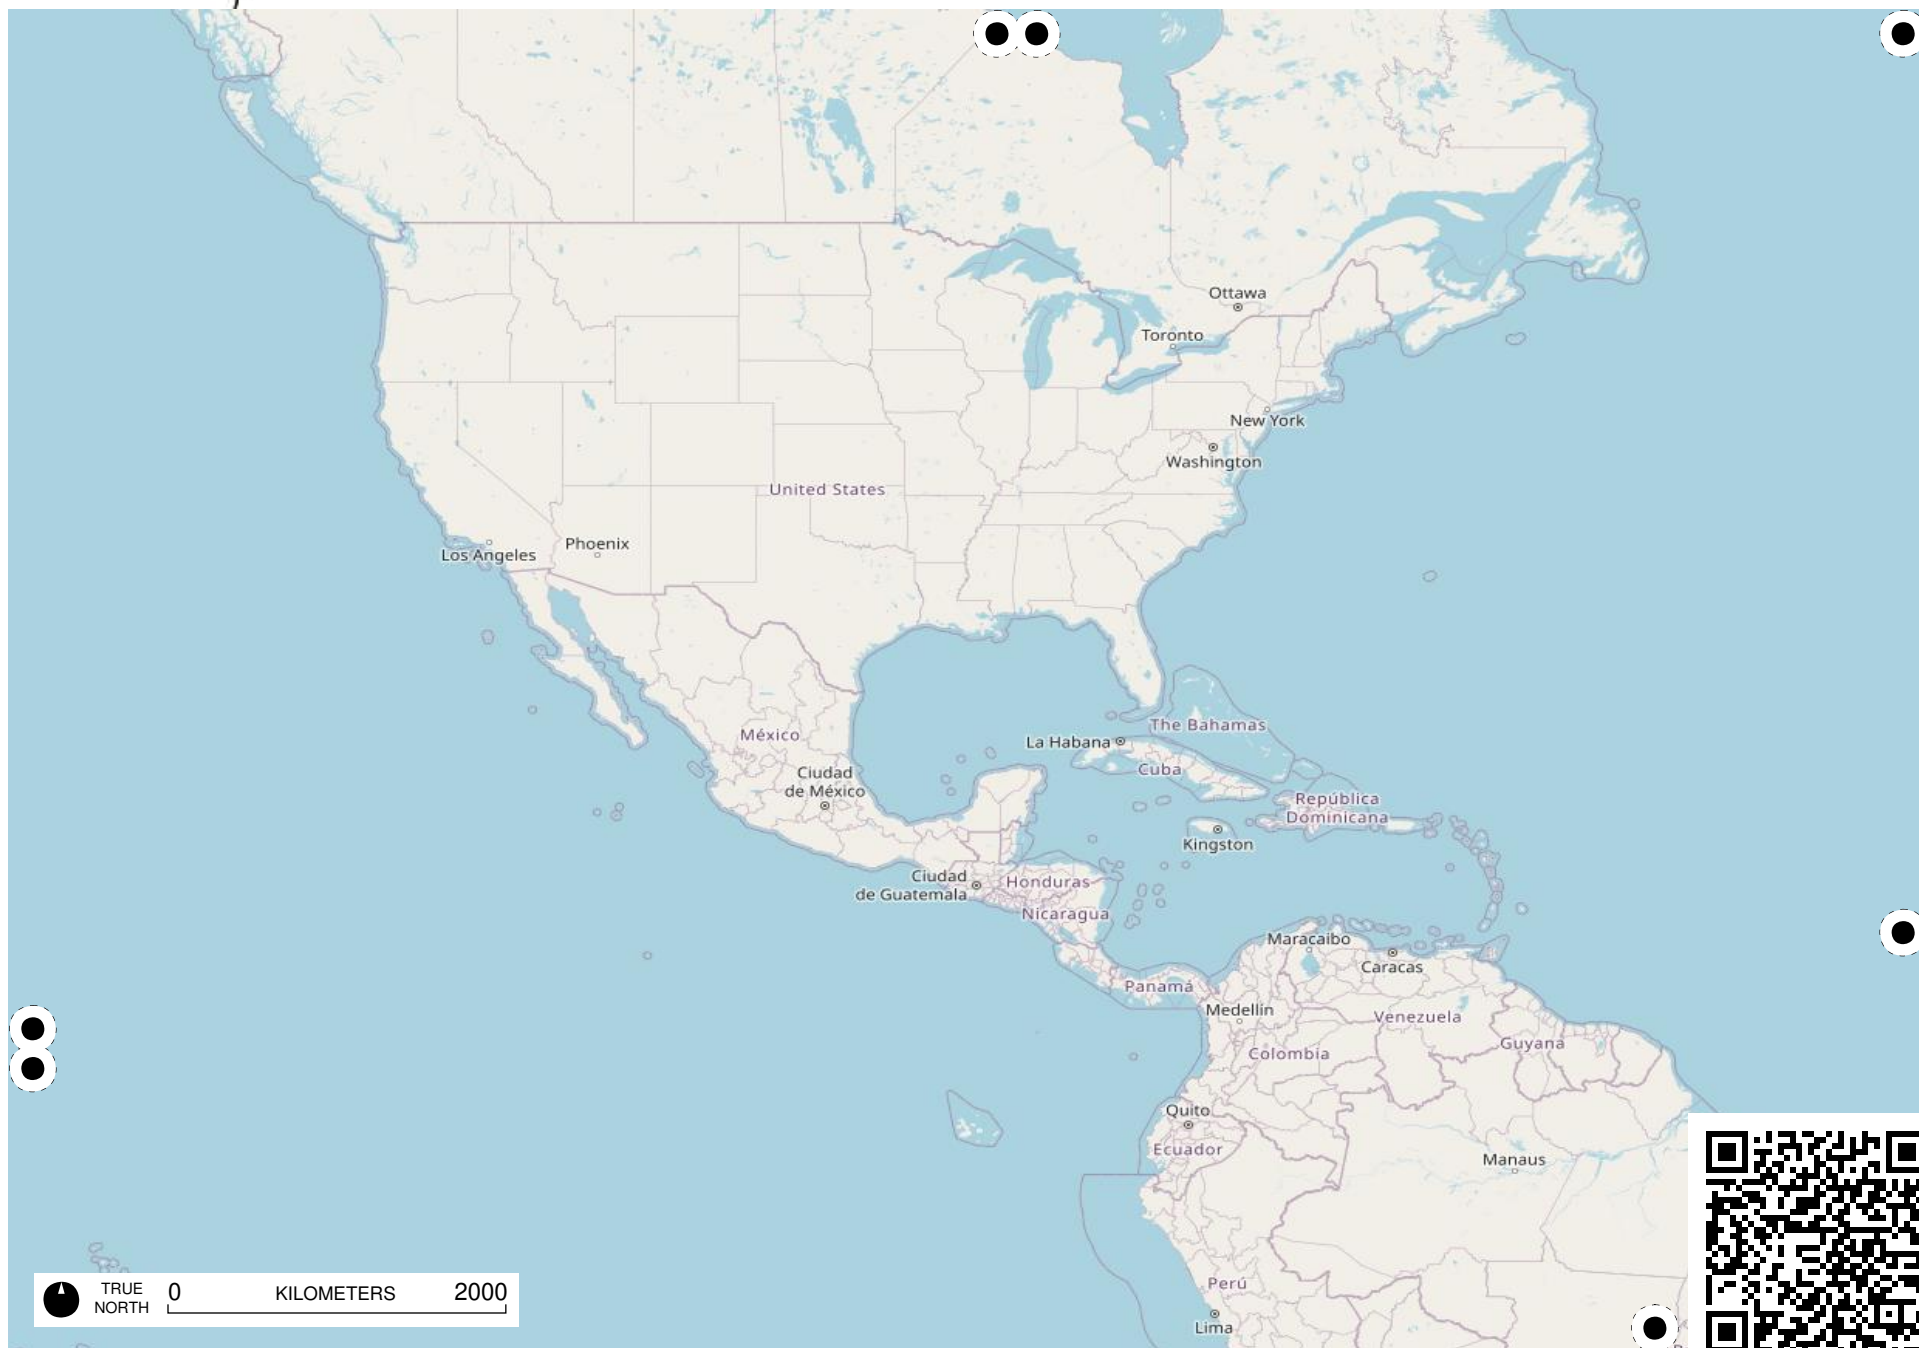 Ottawa
Toronto
New York
Washington
United States
Los Angeles
Phoenix
México
Ciudad
de México
La Habana
The Bahamas
Cuba
República
Dominicana
Kingston
Ciudad
de Guatemala
Honduras
Nicaragua
Maracaibo
Caracas
Panamá
Medellín
Venezuela
Colombia
Guyana
Quito
Ecuador
Manaus
Perú
Lima
TRUE
NORTH
0
KILOMETERS
2000